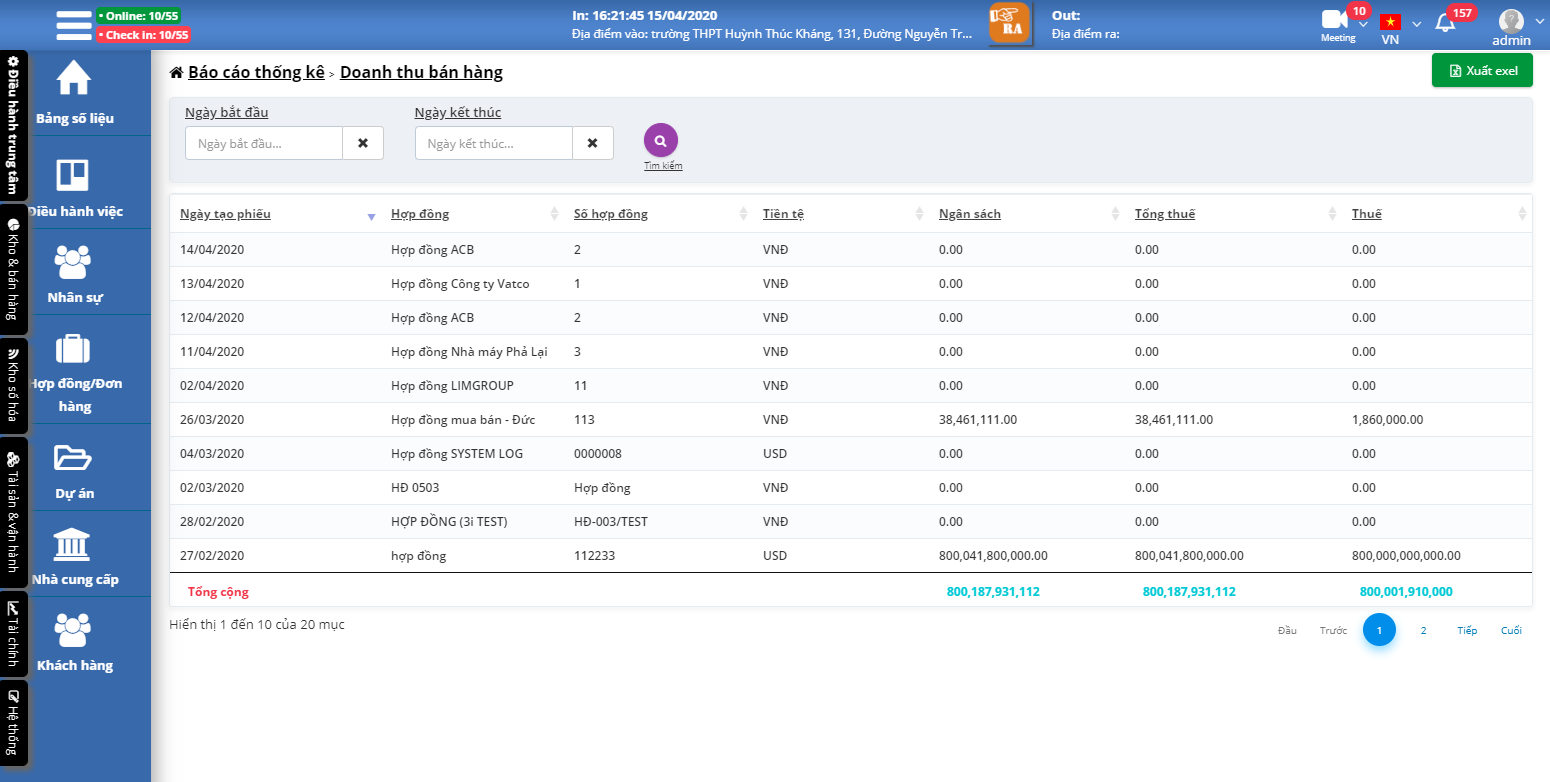 • Online: 10/55
• Check in: 10/55
In: 16:21:45 15/04/2020
Địa điểm vào: trường THPT Huỳnh Thúc Kháng, 131, Đường Nguyễn Tr...
RA
Out:
Địa điểm ra:
10
Meeting
VN
157
admin
Điều hành trung tâm
Kho & bán hàng
Kho số hóa
Tài sản & vận hành
Tài chính
Hệ thống
Bảng số liệu
Điều hành việc
Nhân sự
Hợp đồng/Đơn
hàng
Dự án
Nhà cung cấp
Khách hàng
Báo cáo thống kê > Doanh thu bán hàng
Xuất exel
Ngày bắt đầu
Ngày kết thúc
Ngày bắt đầu...
Ngày kết thúc...
Tìm kiếm
Ngày tạo phiếu Hợp đồng Số hợp đồng Tiền tệ Ngân sách Tổng thuế Thuế
14/04/2020 Hợp đồng ACB 2 VNĐ 0.00 0.00 0.00
13/04/2020 Hợp đồng Công ty Vatco 1 VNĐ 0.00 0.00 0.00
12/04/2020 Hợp đồng ACB 2 VNĐ 0.00 0.00 0.00
11/04/2020 Hợp đồng Nhà máy Phả Lại 3 VNĐ 0.00 0.00 0.00
02/04/2020 Hợp đồng LIMGROUP 11 VNĐ 0.00 0.00 0.00
26/03/2020 Hợp đồng mua bán - Đức 113 VNĐ 38,461,111.00 38,461,111.00 1,860,000.00
04/03/2020 Hợp đồng SYSTEM LOG 0000008 USD 0.00 0.00 0.00
02/03/2020 HĐ 0503 Hợp đồng VNĐ 0.00 0.00 0.00
28/02/2020 HỢP ĐỒNG (3i TEST) HĐ-003/TEST VNĐ 0.00 0.00 0.00
27/02/2020 hợp đồng 112233 USD 800,041,800,000.00 800,041,800,000.00 800,000,000,000.00
Tổng cộng 800,187,931,112 800,187,931,112 800,001,910,000
Hiển thị 1 đến 10 của 20 mục
Đầu Trước 1 2 Tiếp Cuối